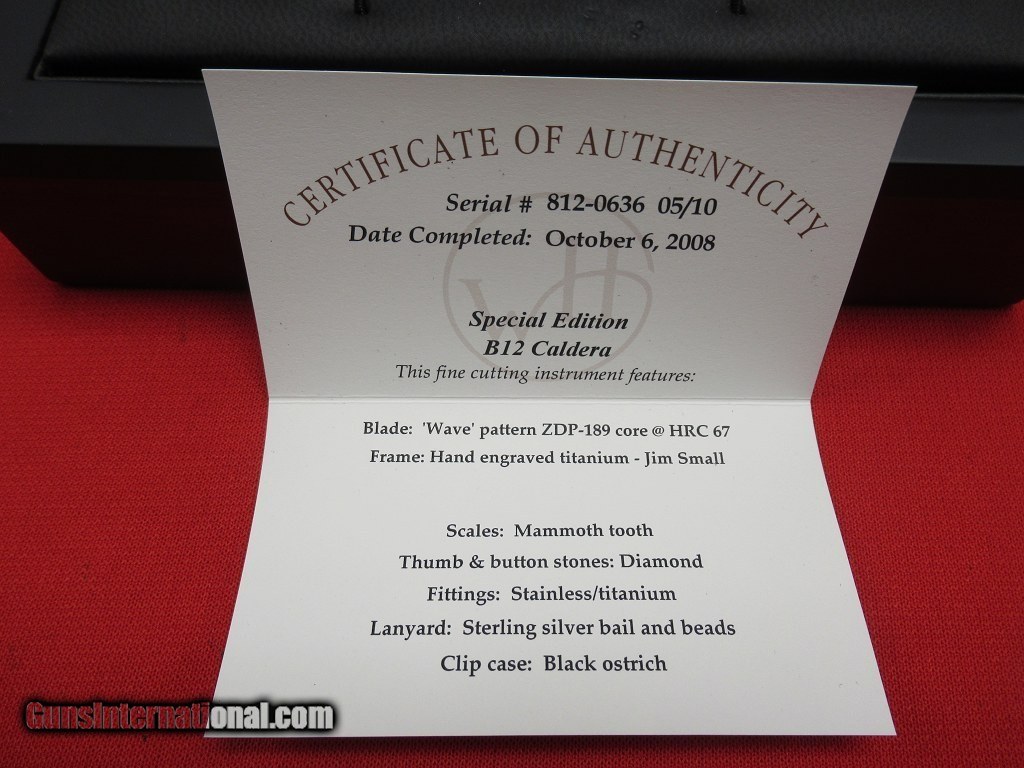 CERTIFICATE OF AUTHENTICITY
Serial # 812-0636 05/10
Date Completed: October 6, 2008
WH
Special Edition
B12 Caldera
This fine cutting instrument features:
Blade: 'Wave' pattern ZDP-189 core @ HRC 67
Frame: Hand engraved titanium - Jim Small
Scales: Mammoth tooth
Thumb & button stones: Diamond
Fittings: Stainless/titanium
Lanyard: Sterling silver bail and beads
Clip case: Black ostrich
GunsInternational.com